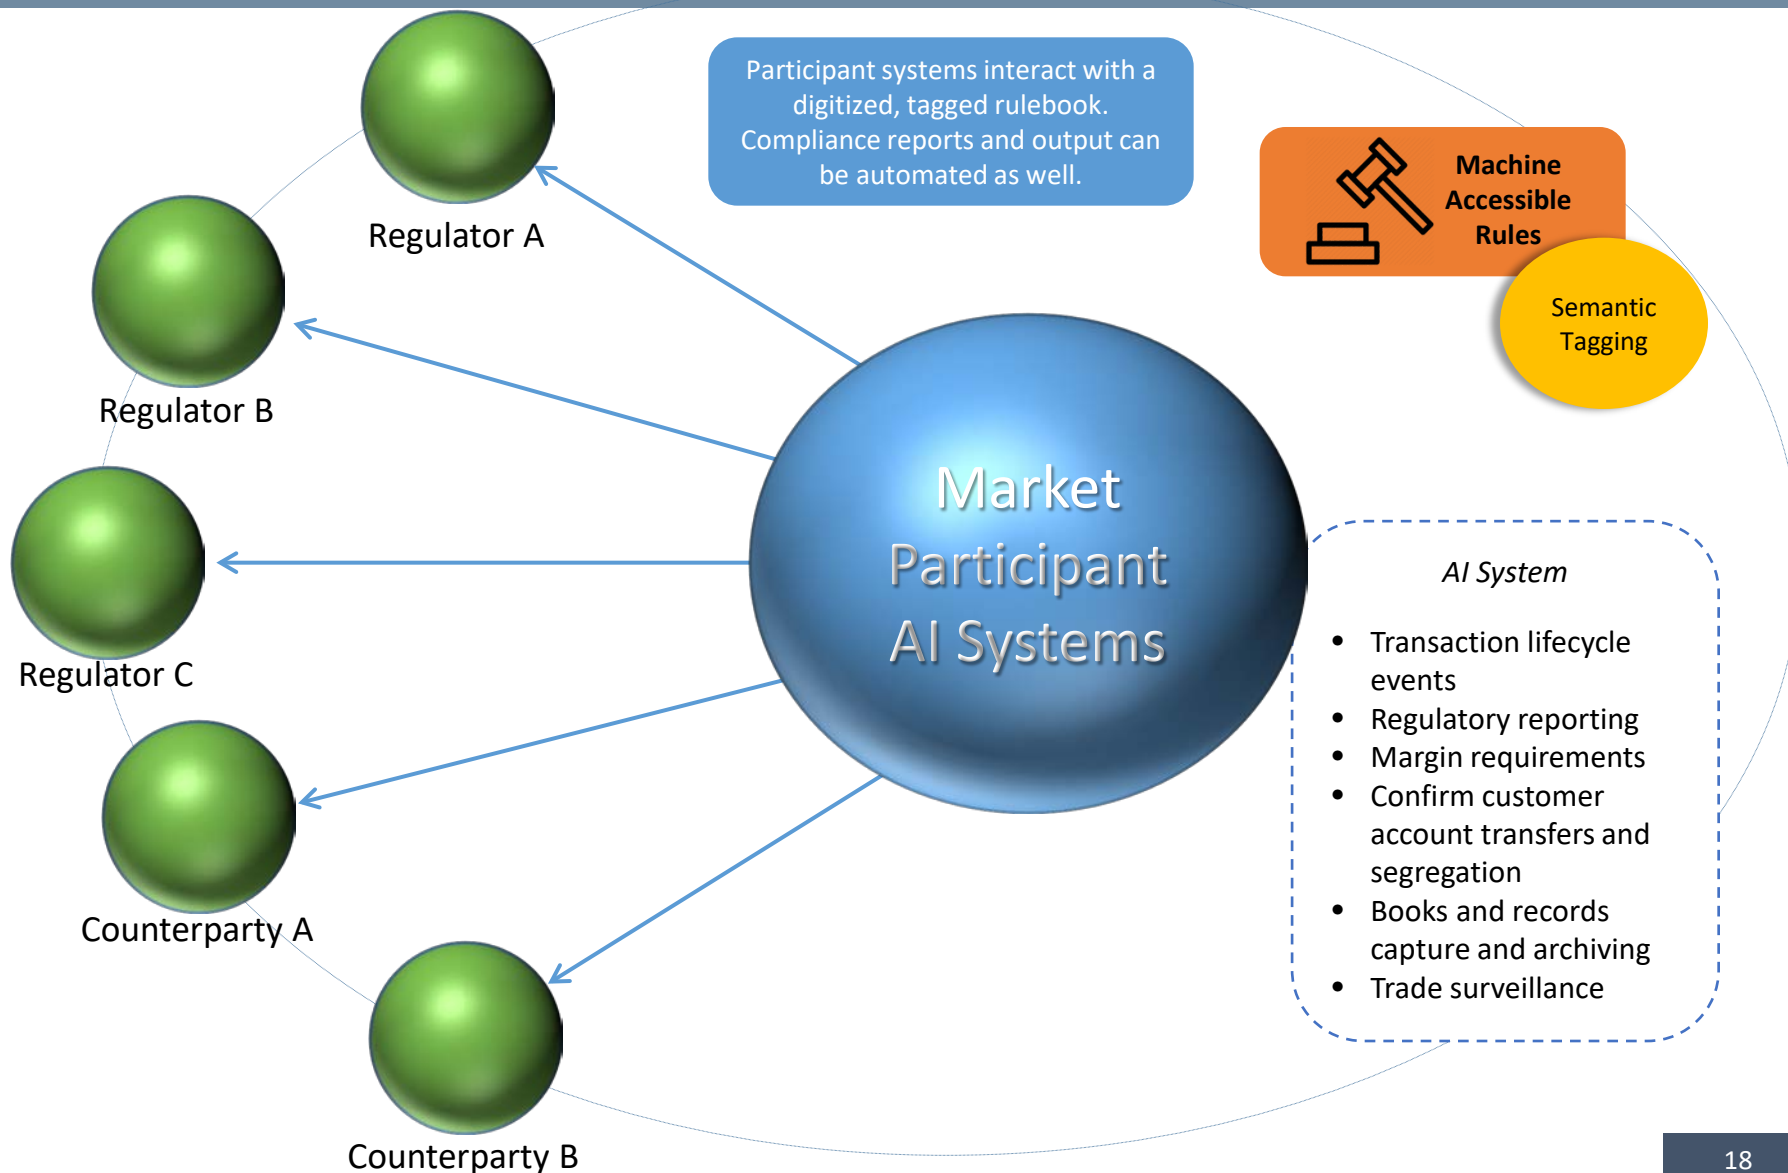 Participant systems interact with a
digitized, tagged rulebook.
Compliance reports and output can
be automated as well.
Machine
Accessible
Rules
Semantic
Tagging
Regulator A
Regulator B
Regulator C
Counterparty A
Counterparty B
Market
Participant
AI Systems
AI System
• Transaction lifecycle
events
• Regulatory reporting
• Margin requirements
• Confirm customer
account transfers and
segregation
• Books and records
capture and archiving
• Trade surveillance
18